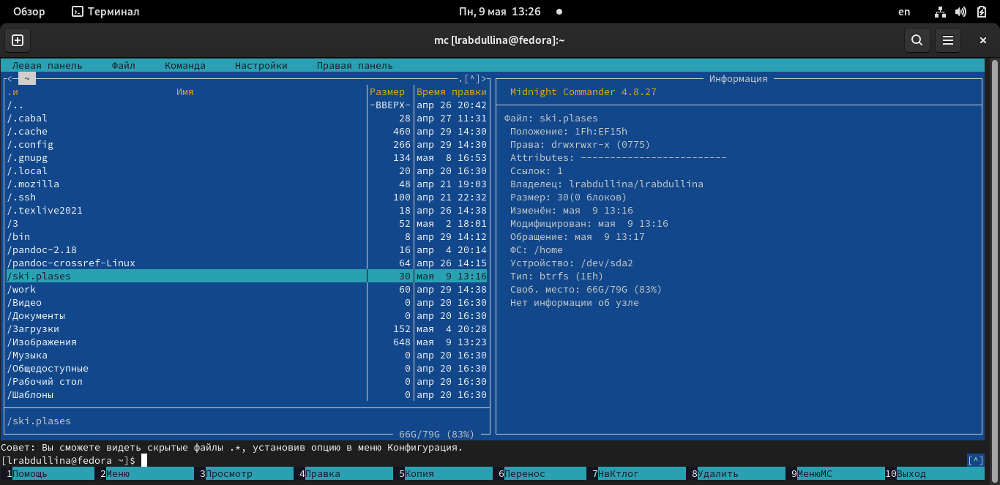 Обзор Терминал Пн, 9 мая 13:26 en
mc [lrabdullina@fedora]:~
Левая панель Файл Команда Настройки Правая панель
<- ~ .[^]> Информация
.и Имя Размер Время правки Midnight Commander 4.8.27
/.. -ВВЕРХ- апр 26 20:42
/.cabal 28 апр 27 11:31 Файл: ski.plases
/.cache 460 апр 29 14:30 Положение: 1Fh:EF15h
/.config 266 апр 29 14:30 Права: drwxrwxr-x (0775)
/.gnupg 134 мая 8 16:53 Attributes: -------------------------
/.local 20 апр 20 16:30 Ссылок: 1
/.mozilla 48 апр 21 19:03 Владелец: lrabdullina/lrabdullina
/.ssh 100 апр 21 22:32 Размер: 30(0 блоков)
/.texlive2021 18 апр 26 14:38 Изменён: мая 9 13:16
/3 52 мая 2 18:01 Модифицирован: мая 9 13:16
/bin 8 апр 29 14:12 Обращение: мая 9 13:17
/pandoc-2.18 16 апр 4 20:14 ФС: /home
/pandoc-crossref-Linux 64 апр 26 14:15 Устройство: /dev/sda2
/ski.plases 30 мая 9 13:16 Тип: btrfs (1Eh)
/work 60 апр 29 14:38 Своб. место: 66G/79G (83%)
/Видео 0 апр 20 16:30 Нет информации об узле
/Документы 0 апр 20 16:30
/Загрузки 152 мая 4 20:28
/Изображения 648 мая 9 13:23
/Музыка 0 апр 20 16:30
/Общедоступные 0 апр 20 16:30
/Рабочий стол 0 апр 20 16:30
/Шаблоны 0 апр 20 16:30
/ski.plases
66G/79G (83%)
Совет: Вы сможете видеть скрытые файлы .*, установив опцию в меню Конфигурация.
[lrabdullina@fedora ~]$ [^]
1Помощь 2Меню 3Просмотр 4Правка 5Копия 6Перенос 7НвКтлог 8Удалить 9МенюМС 10Выход